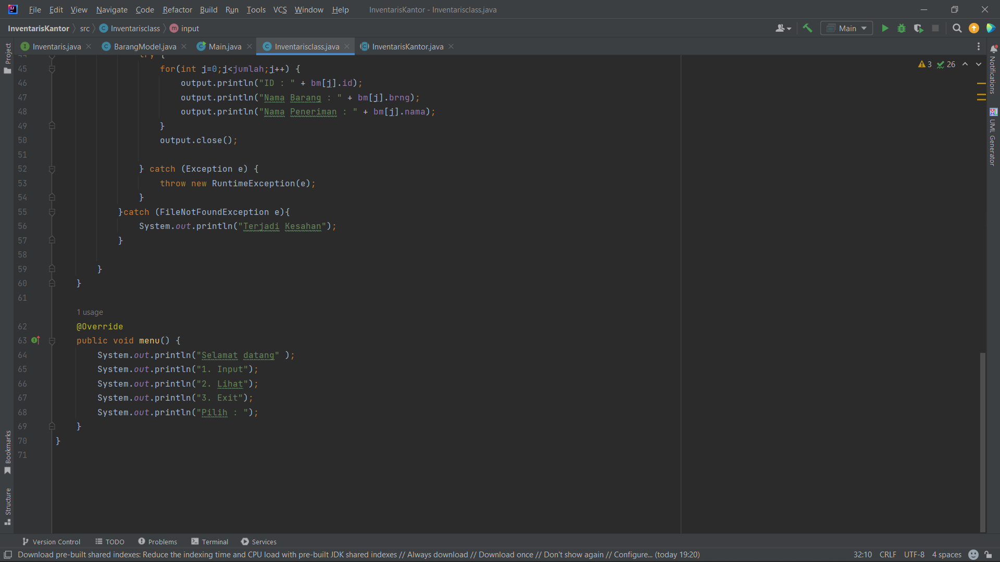 File Edit View Navigate Code Refactor Build Run Tools VCS Window Help InventarisKantor - Inventarisclass.java
InventarisKantor src Inventarisclass input Main
Project
Inventaris.java BarangModel.java Main.java Inventarisclass.java InventarisKantor.java
Notifications
UML Generator
3 26
44 try {
45 for(int j=0;j<jumlah;j++) {
46 output.println("ID : " + bm[j].id);
47 output.println("Nama Barang : " + bm[j].brng);
48 output.println("Nama Peneriman : " + bm[j].nama);
49 }
50 output.close();
51
52 } catch (Exception e) {
53 throw new RuntimeException(e);
54 }
55 }catch (FileNotFoundException e){
56 System.out.println("Terjadi Kesahan");
57 }
58
59 }
60 }
61
1 usage
62 @Override
63 public void menu() {
64 System.out.println("Selamat datang" );
65 System.out.println("1. Input");
66 System.out.println("2. Lihat");
67 System.out.println("3. Exit");
68 System.out.println("Pilih : ");
69 }
70 }
71
Bookmarks
Structure
Version Control TODO Problems Terminal Services
Download pre-built shared indexes: Reduce the indexing time and CPU load with pre-built JDK shared indexes // Always download // Download once // Don't show again // Configure... (today 19:20) 32:10 CRLF UTF-8 4 spaces